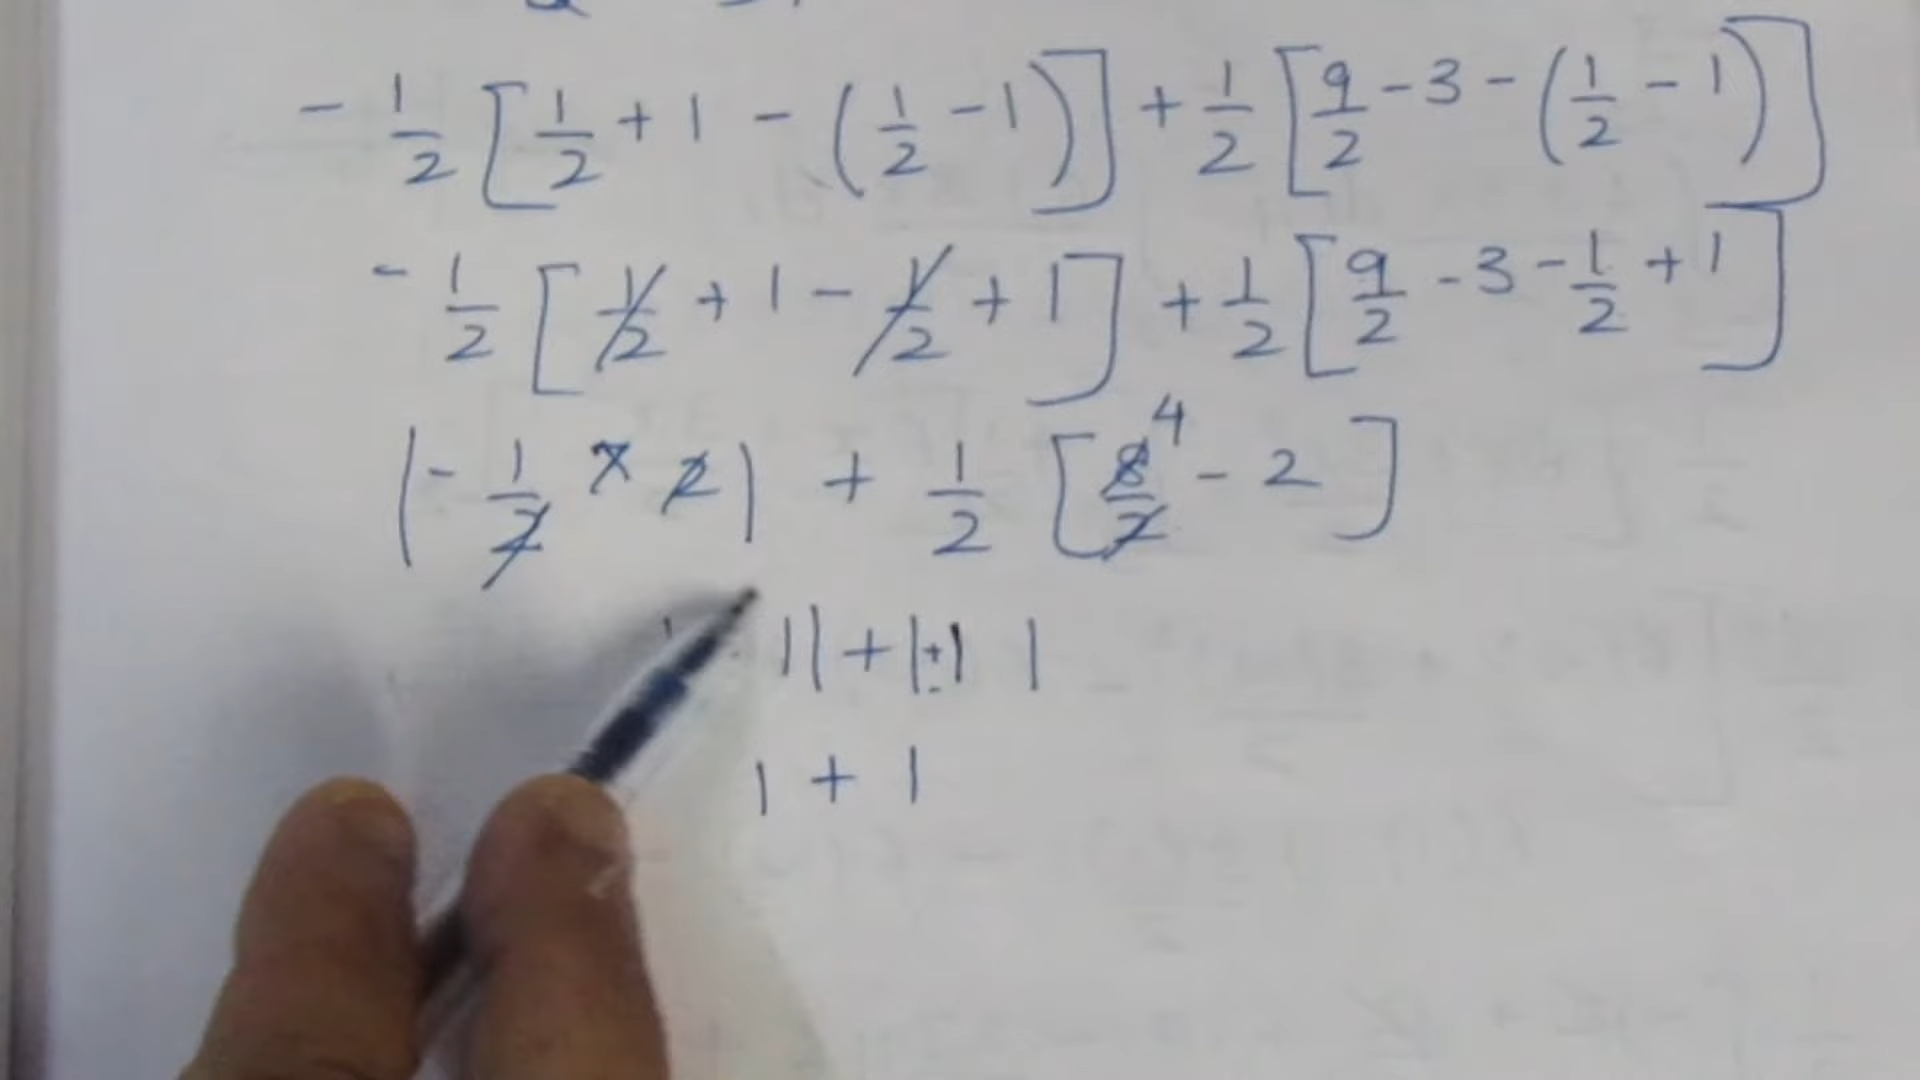 - 1/2 [1/2 + 1 - (1/2 - 1)] + 1/2 [9/2 - 3 - (1/2 - 1)]
- 1/2 [1/2 + 1 - 1/2 + 1] + 1/2 [9/2 - 3 - 1/2 + 1]
|- 1/2 × 2| + 1/2 [8/2 4 - 2]
1| + |+1 |
1 + 1